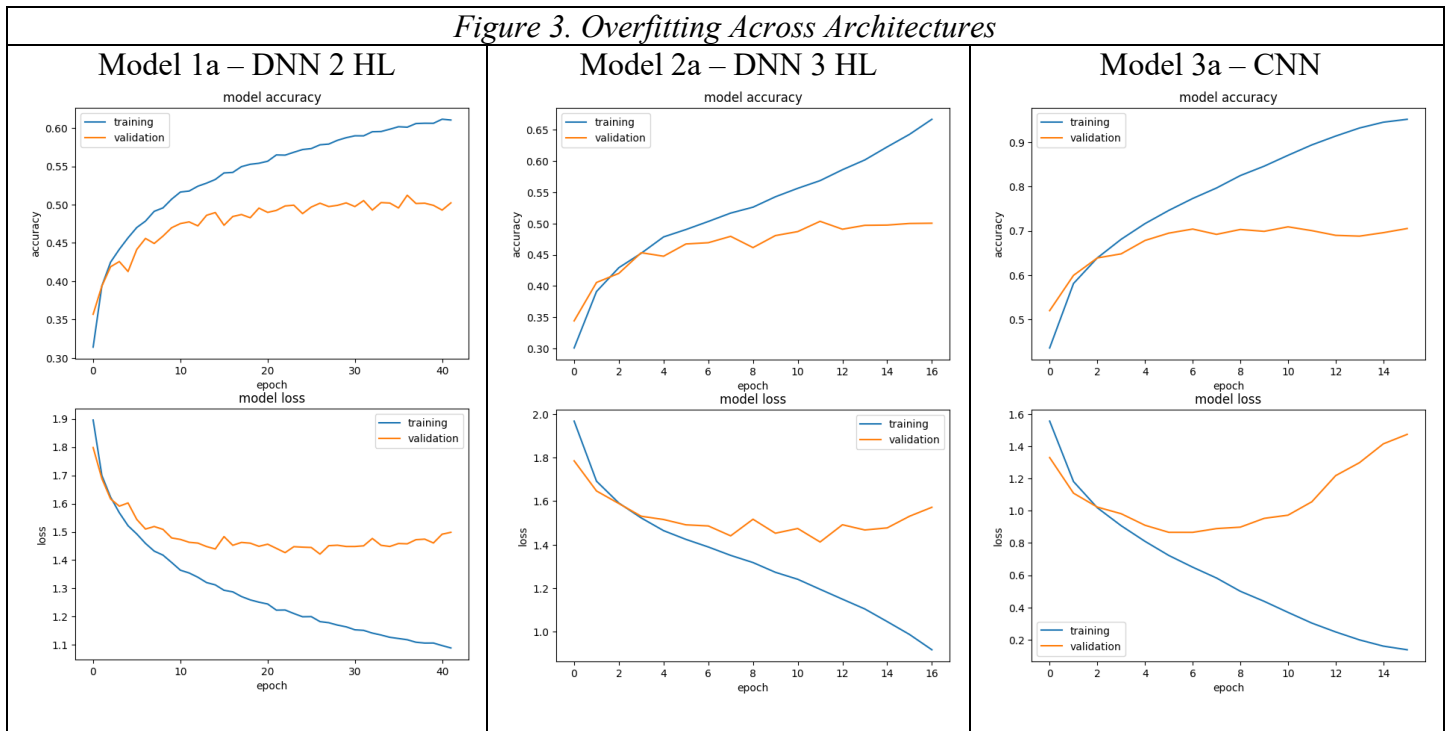 Figure 3. Overfitting Across Architectures
Model 1a – DNN 2 HL
model accuracy
training
validation
accuracy
0.60
0.55
0.50
0.45
0.40
0.35
0.30
0 10 20 30 40
epoch
model loss
training
validation
loss
1.9
1.8
1.7
1.6
1.5
1.4
1.3
1.2
1.1
0 10 20 30 40
epoch
Model 2a – DNN 3 HL
model accuracy
training
validation
accuracy
0.65
0.60
0.55
0.50
0.45
0.40
0.35
0.30
0 2 4 6 8 10 12 14 16
epoch
model loss
training
validation
loss
2.0
1.8
1.6
1.4
1.2
1.0
0 2 4 6 8 10 12 14 16
epoch
Model 3a – CNN
model accuracy
training
validation
accuracy
0.9
0.8
0.7
0.6
0.5
0 2 4 6 8 10 12 14
epoch
model loss
training
validation
loss
1.6
1.4
1.2
1.0
0.8
0.6
0.4
0.2
0 2 4 6 8 10 12 14
epoch